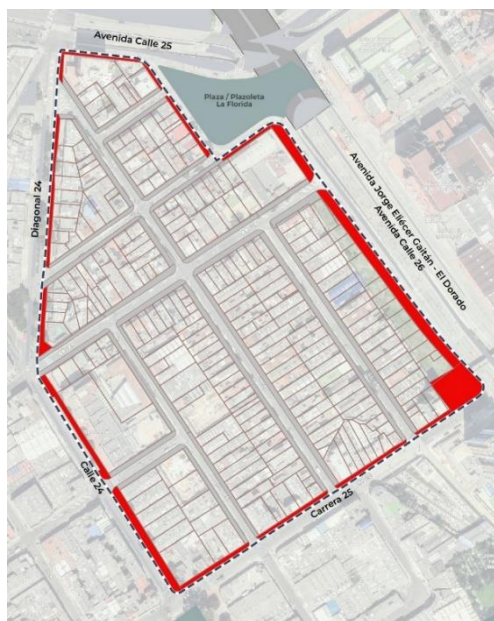 Avenida Calle 25
Plaza / Plazoleta
La Florida
Avenida Jorge Eliécer Gaitán - El Dorado
Avenida Calle 26
Diagonal 24
Calle 24
Carrera 25